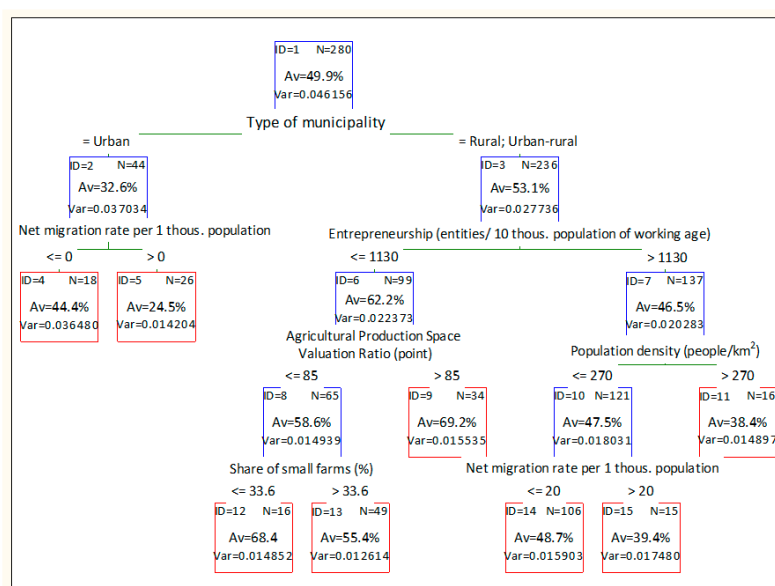 ID=1 N=280
Av=49.9%
Var=0.046156
Type of municipality
= Urban
= Rural; Urban-rural
ID=2 N=44
Av=32.6%
Var=0.037034
ID=3 N=236
Av=53.1%
Var=0.027736
Net migration rate per 1 thous. population
Entrepreneurship (entities/ 10 thous. population of working age)
<= 0
> 0
<= 1130
> 1130
ID=4 N=18
Av=44.4%
Var=0.036480
ID=5 N=26
Av=24.5%
Var=0.014204
ID=6 N=99
Av=62.2%
Var=0.022373
ID=7 N=137
Av=46.5%
Var=0.020283
Agricultural Production Space
Valuation Ratio (point)
Population density (people/km²)
<= 85
> 85
<= 270
> 270
ID=8 N=65
Av=58.6%
Var=0.014939
ID=9 N=34
Av=69.2%
Var=0.015535
ID=10 N=121
Av=47.5%
Var=0.018031
ID=11 N=16
Av=38.4%
Var=0.014897
Share of small farms (%)
Net migration rate per 1 thous. population
<= 33.6
> 33.6
<= 20
> 20
ID=12 N=16
Av=68.4
Var=0.014852
ID=13 N=49
Av=55.4%
Var=0.012614
ID=14 N=106
Av=48.7%
Var=0.015903
ID=15 N=15
Av=39.4%
Var=0.017480